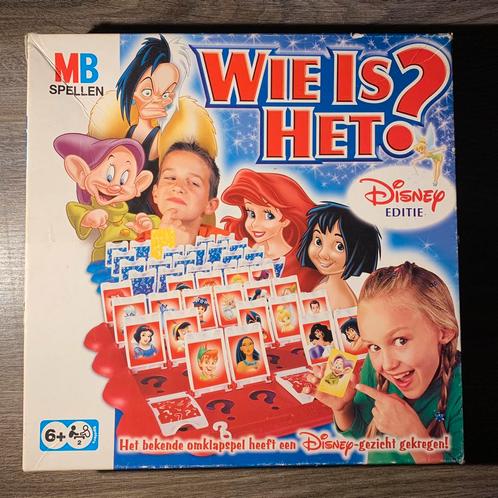 MB
SPELLEN
WIE IS
HET?
Disney
EDITIE
6+
2
Het bekende omklapspel heeft een Disney-gezicht gekregen!